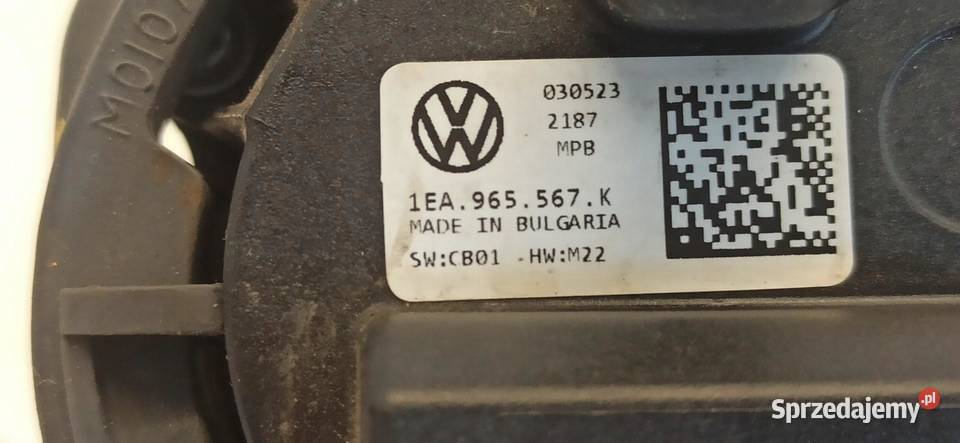 030523
2187
MPB
1EA.965.567.K
MADE IN BULGARIA
SW:CB01 HW:M22
Sprzedajemy.pl